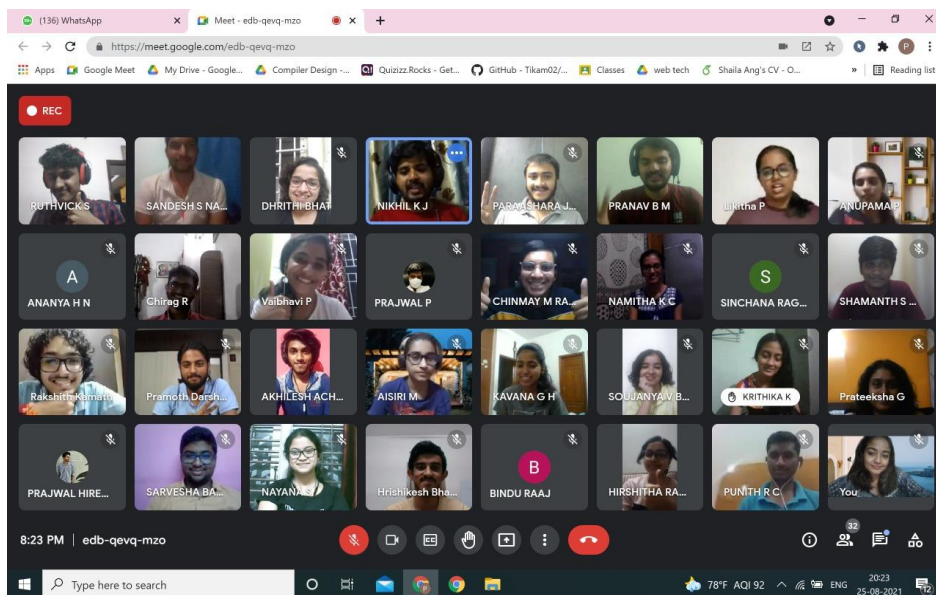 (136) WhatsApp
Meet - edb-qevq-mzo
https://meet.google.com/edb-qevq-mzo
Apps Google Meet My Drive - Google... Compiler Design -... Quizizz.Rocks - Get... GitHub - Tikam02/... Classes web tech Shaila Ang's CV - O... » Reading list
REC
RUTHVICK S SANDESH S NA... DHRITHI BHAT NIKHIL K J PARAASHARA J... PRANAV B M Likitha P ANUPAMA P
A S
ANANYA H N Chirag R Vaibhavi P PRAJWAL P CHINMAY M RA... NAMITHA K C SINCHANA RAG... SHAMANTH S ...
Rakshith Kamath Pramoth Darsh... AKHILESH ACH... AISIRI M KAVANA G H SOUJANYA V B... KRITHIKA K Prateeksha G
B
PRAJWAL HIRE... SARVESHA BA... NAYANA S Hrishikesh Bha... BINDU RAAJ HIRSHITHA RA... PUNITH R C You
8:23 PM | edb-qevq-mzo
32
Type here to search
78°F AQI 92 ENG 20:23
25-08-2021
12